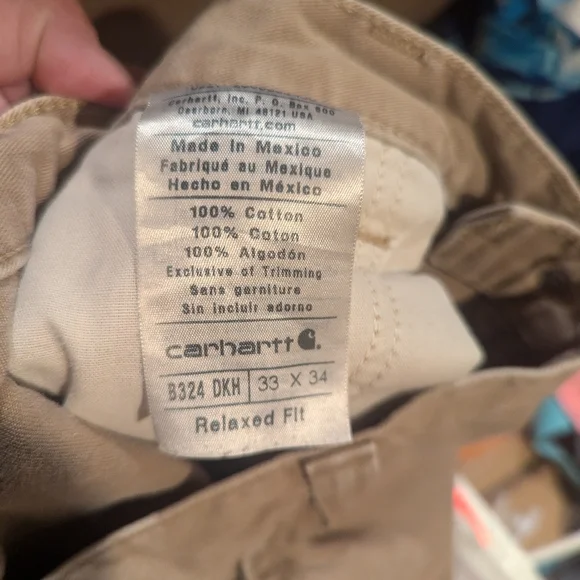 Carhartt, Inc. P. O. Box 600
Dearborn, MI 48121 USA
carhartt.com
Made in Mexico
Fabriqué au Mexique
Hecho en México
100% Cotton
100% Coton
100% Algodón
Exclusive of Trimming
Sans garniture
Sin incluir adorno
carhartt
B324 DKH 33 X 34
Relaxed Fit